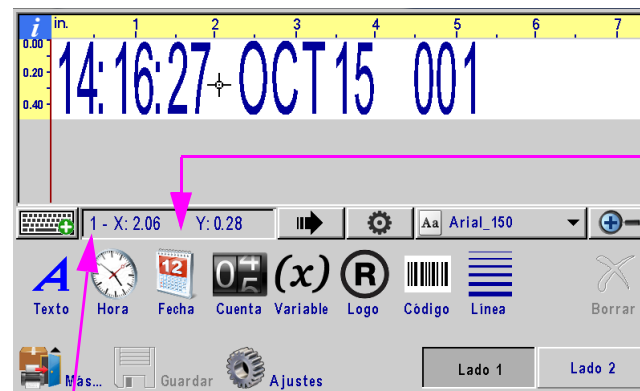 i in. 1 2 3 4 5 6 7
0.00
0.20
0.40
14:16:27 OCT15 001
1 - X: 2.06 Y: 0.28 Aa Arial_150
12 04 (x) R
Texto Hora Fecha Cuenta Variable Logo Código Línea Borrar
Más... Guardar Ajustes Lado 1 Lado 2